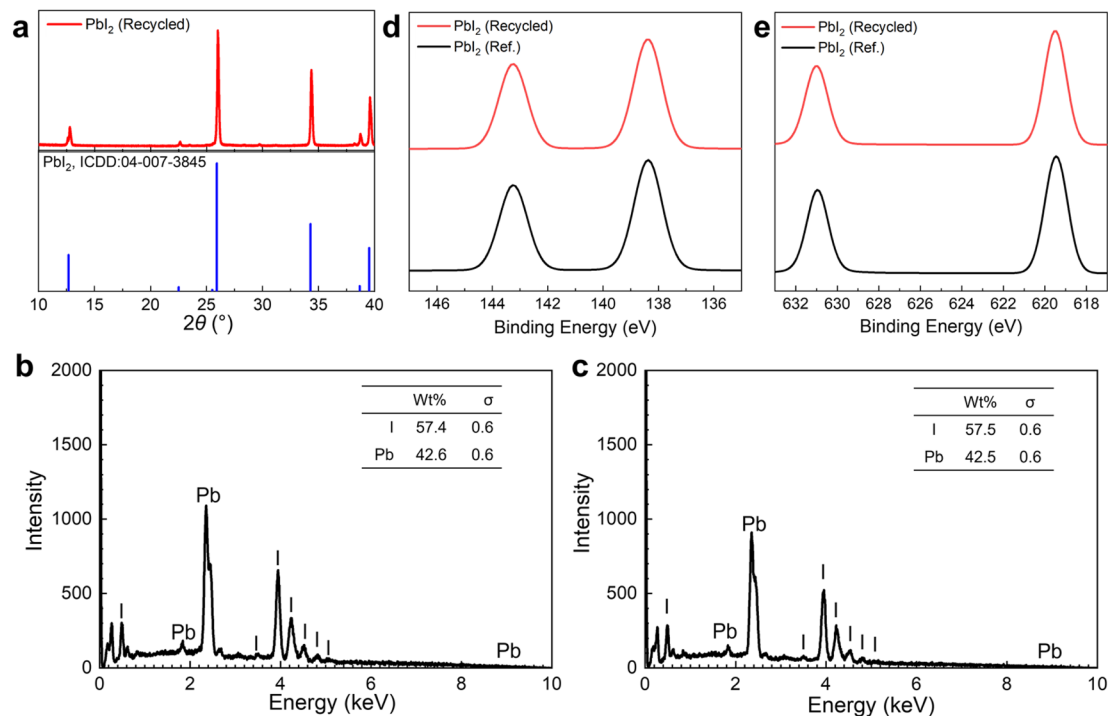 a
PbI₂ (Recycled)
PbI₂, ICDD:04-007-3845
10 15 20 25 30 35 40
2θ (°)
d
PbI₂ (Recycled)
PbI₂ (Ref.)
146 144 142 140 138 136
Binding Energy (eV)
e
PbI₂ (Recycled)
PbI₂ (Ref.)
632 630 628 626 624 622 620 618
Binding Energy (eV)
b
2000
1500
1000
500
0
Intensity
Wt% σ
I 57.4 0.6
Pb 42.6 0.6
Pb
I
I
I
Pb
I
I
I
I
Pb
0 2 4 6 8 10
Energy (keV)
c
2000
1500
1000
500
0
Intensity
Wt% σ
I 57.5 0.6
Pb 42.5 0.6
Pb
I
I
I
Pb
I
I
I
I
Pb
0 2 4 6 8 10
Energy (keV)